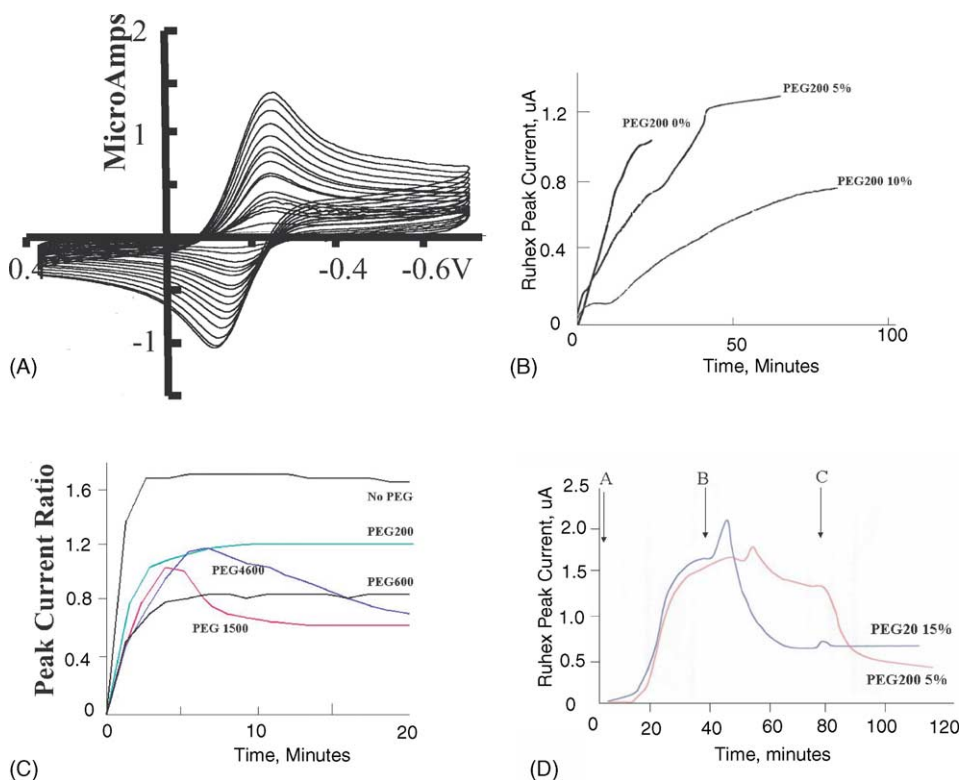 MicroAmps
2
1
-1
0.4
0
-0.4
-0.6V
(A)
Ruhex Peak Current, uA
1.2
0.8
0.4
0
PEG200 0%
PEG200 5%
PEG200 10%
0
50
100
Time, Minutes
(B)
Peak Current Ratio
1.6
1.2
0.8
0.4
0
No PEG
PEG200
PEG4600
PEG600
PEG 1500
0
5
10
20
Time, Minutes
(C)
Ruhex Peak Current, uA
2.5
2.0
1.5
1.0
0.5
0
A
B
C
PEG20 15%
PEG200 5%
0
20
40
60
80
100
120
Time, minutes
(D)